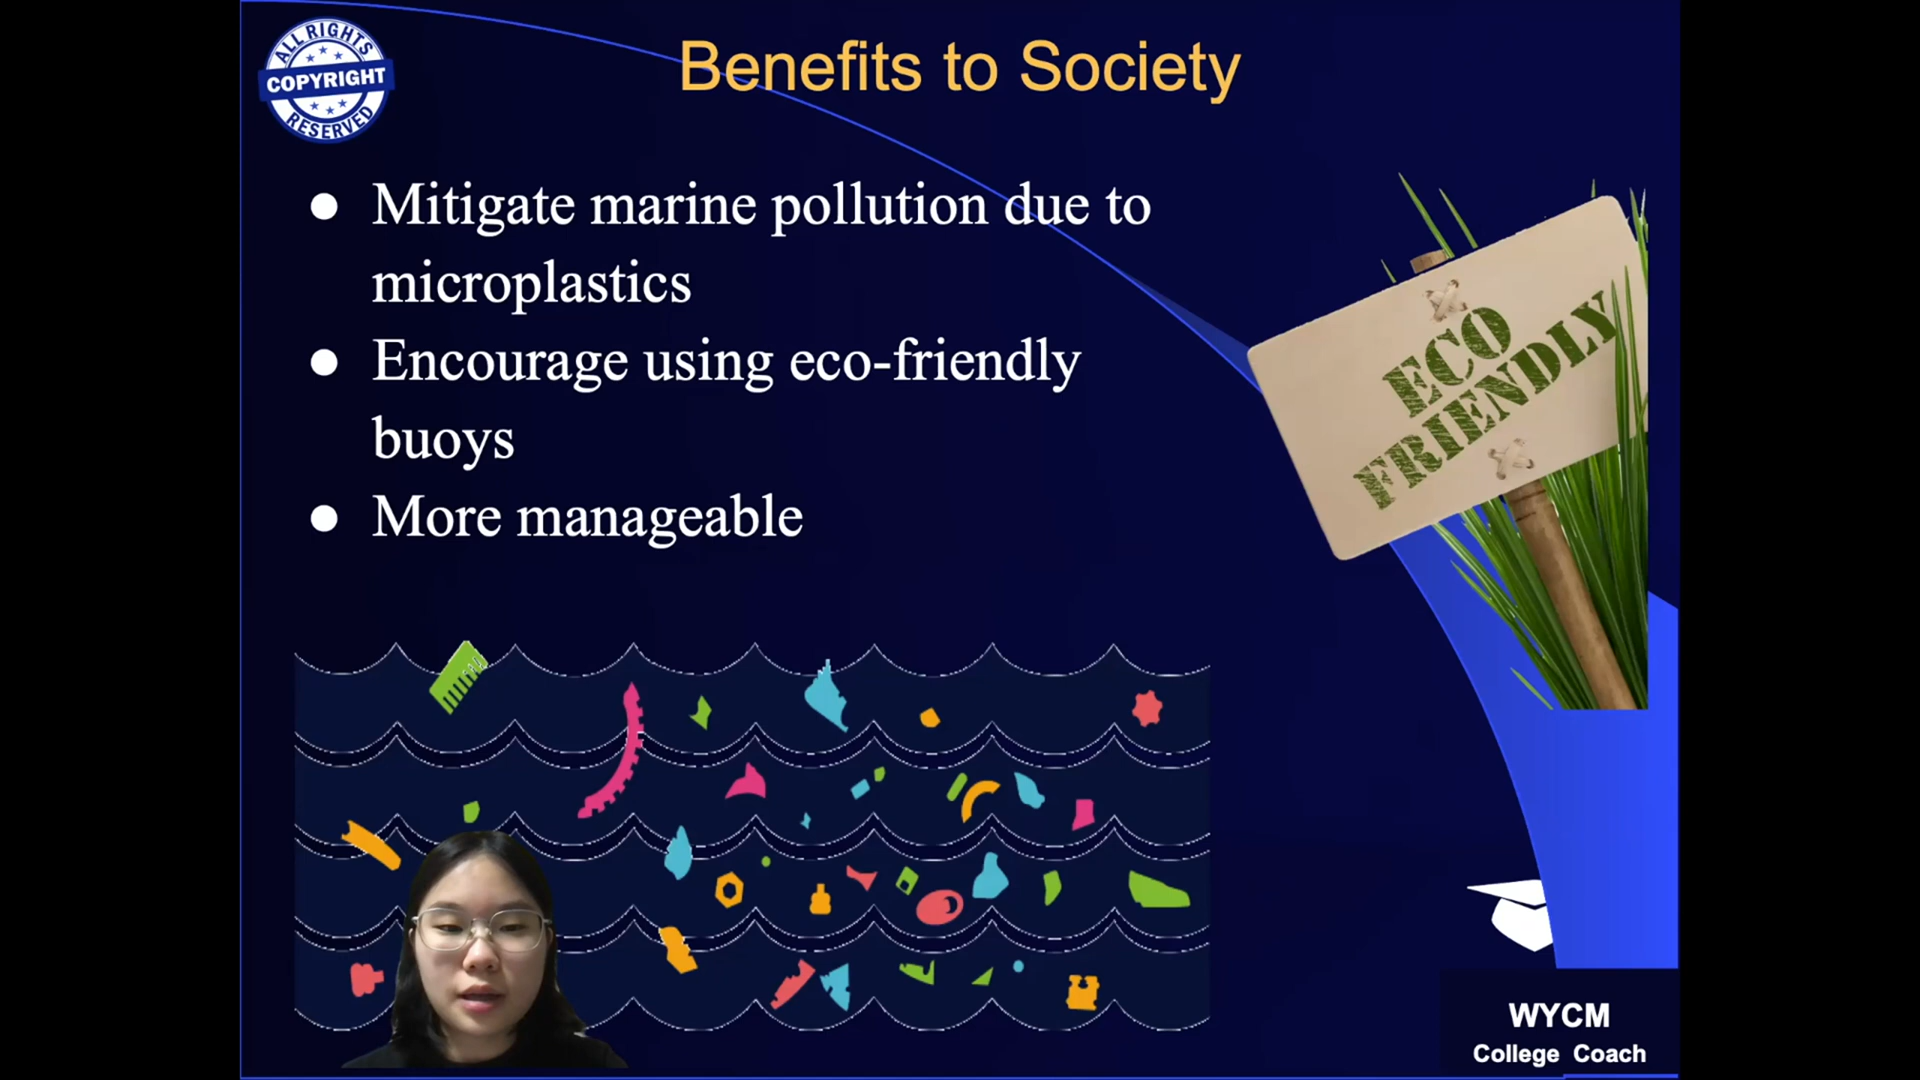 ALL RIGHTS
COPYRIGHT
RESERVED
Benefits to Society
● Mitigate marine pollution due to
microplastics
● Encourage using eco-friendly
buoys
● More manageable
ECO
FRIENDLY
WYCM
College Coach